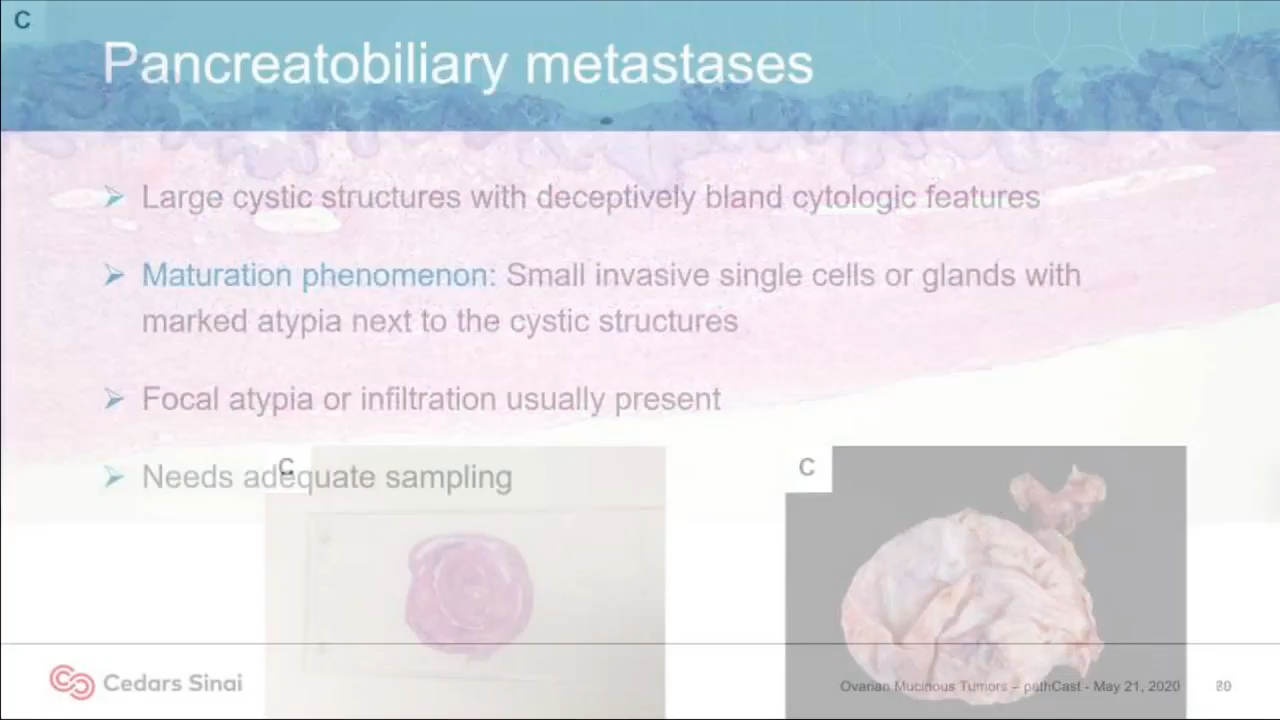 C
Pancreatobiliary metastases
Large cystic structures with deceptively bland cytologic features
Maturation phenomenon: Small invasive single cells or glands with
marked atypia next to the cystic structures
Focal atypia or infiltration usually present
Needs adequate sampling
C
C
Cedars Sinai
Ovarian Mucinous Tumors – pathCast - May 21, 2020